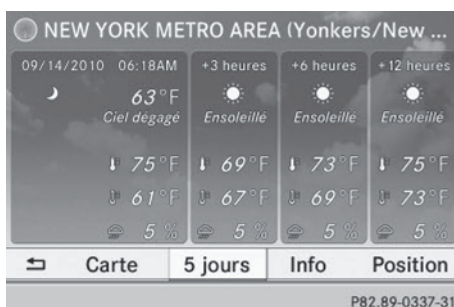 NEW YORK METRO AREA (Yonkers/New ...
09/14/2010 06:18AM +3 heures +6 heures +12 heures
63°F
Ciel dégagé Ensoleillé Ensoleillé Ensoleillé
75°F 69°F 73°F 75°F
61°F 67°F 69°F 73°F
5 % 5 % 5 % 5 %
Carte 5 jours Info Position
P82.89-0337-31